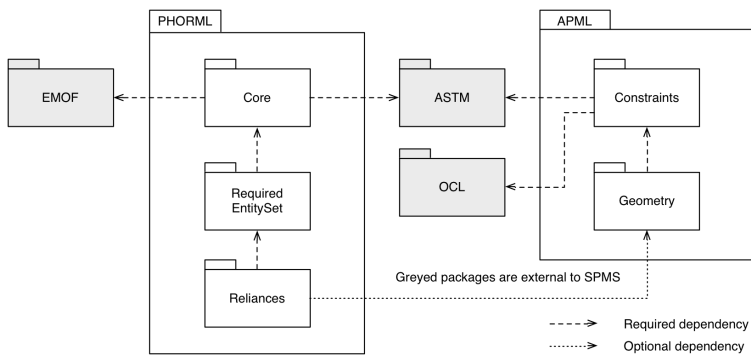 PHORML
APML
EMOF
Core
ASTM
Constraints
Required
EntitySet
OCL
Geometry
Reliances
Greyed packages are external to SPMS
Required dependency
Optional dependency